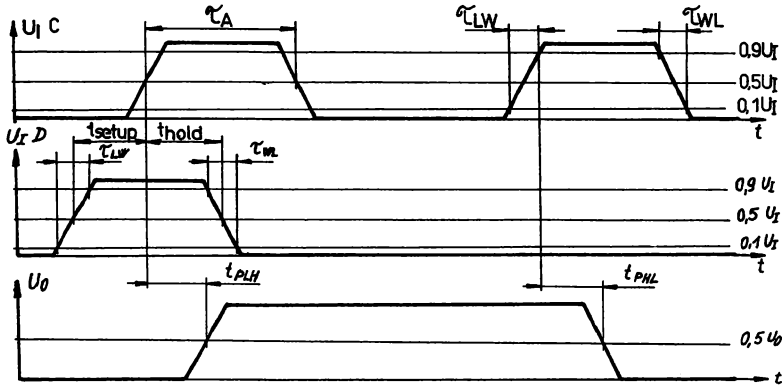 U_I C
τ_A
τ_LW
τ_WL
0,9U_I
0,5U_I
0,1U_I
t
U_I D
t_setup
t_hold
τ_LW
τ_WL
0,9 U_I
0,5 U_I
0,1 U_I
t
U_0
t_PLH
t_PHL
0,5 U_0
t